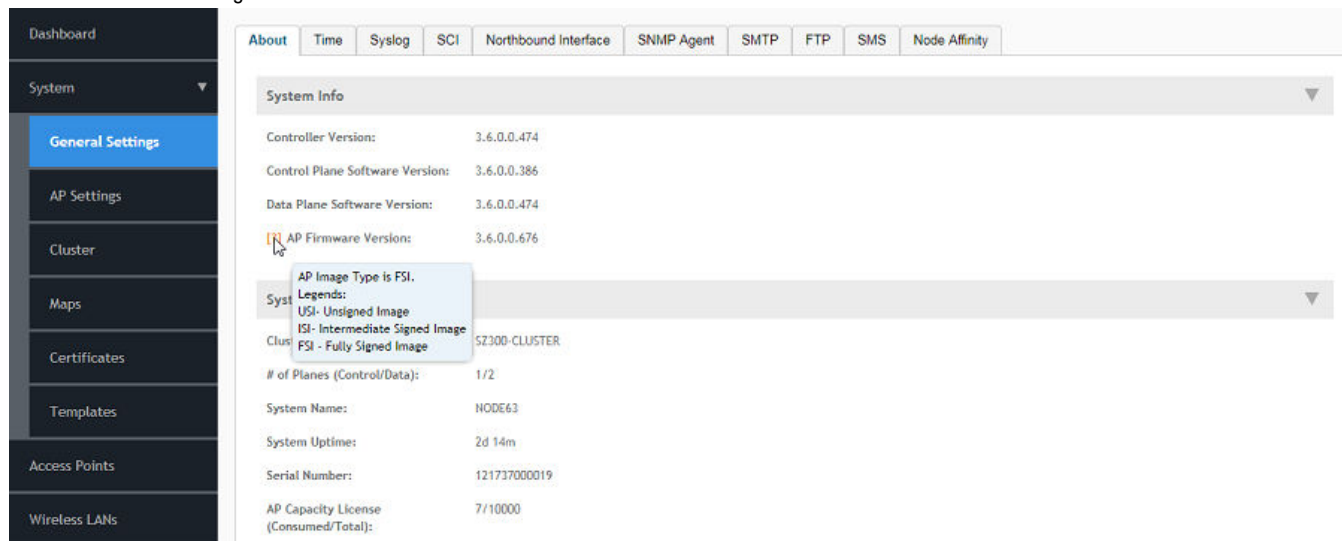 Dashboard
About Time Syslog SCI Northbound Interface SNMP Agent SMTP FTP SMS Node Affinity
System
System Info
General Settings
Controller Version: 3.6.0.0.474
Control Plane Software Version: 3.6.0.0.386
AP Settings
Data Plane Software Version: 3.6.0.0.474
AP Firmware Version: 3.6.0.0.676
Cluster
AP Image Type is FSI.
Legends:
USI- Unsigned Image
ISI- Intermediate Signed Image
FSI - Fully Signed Image
Maps
Syst
Clus SZ300-CLUSTER
Certificates
# of Planes (Control/Data): 1/2
Templates
System Name: NODE63
System Uptime: 2d 14m
Access Points
Serial Number: 121737000019
AP Capacity License 7/10000
(Consumed/Total):
Wireless LANs